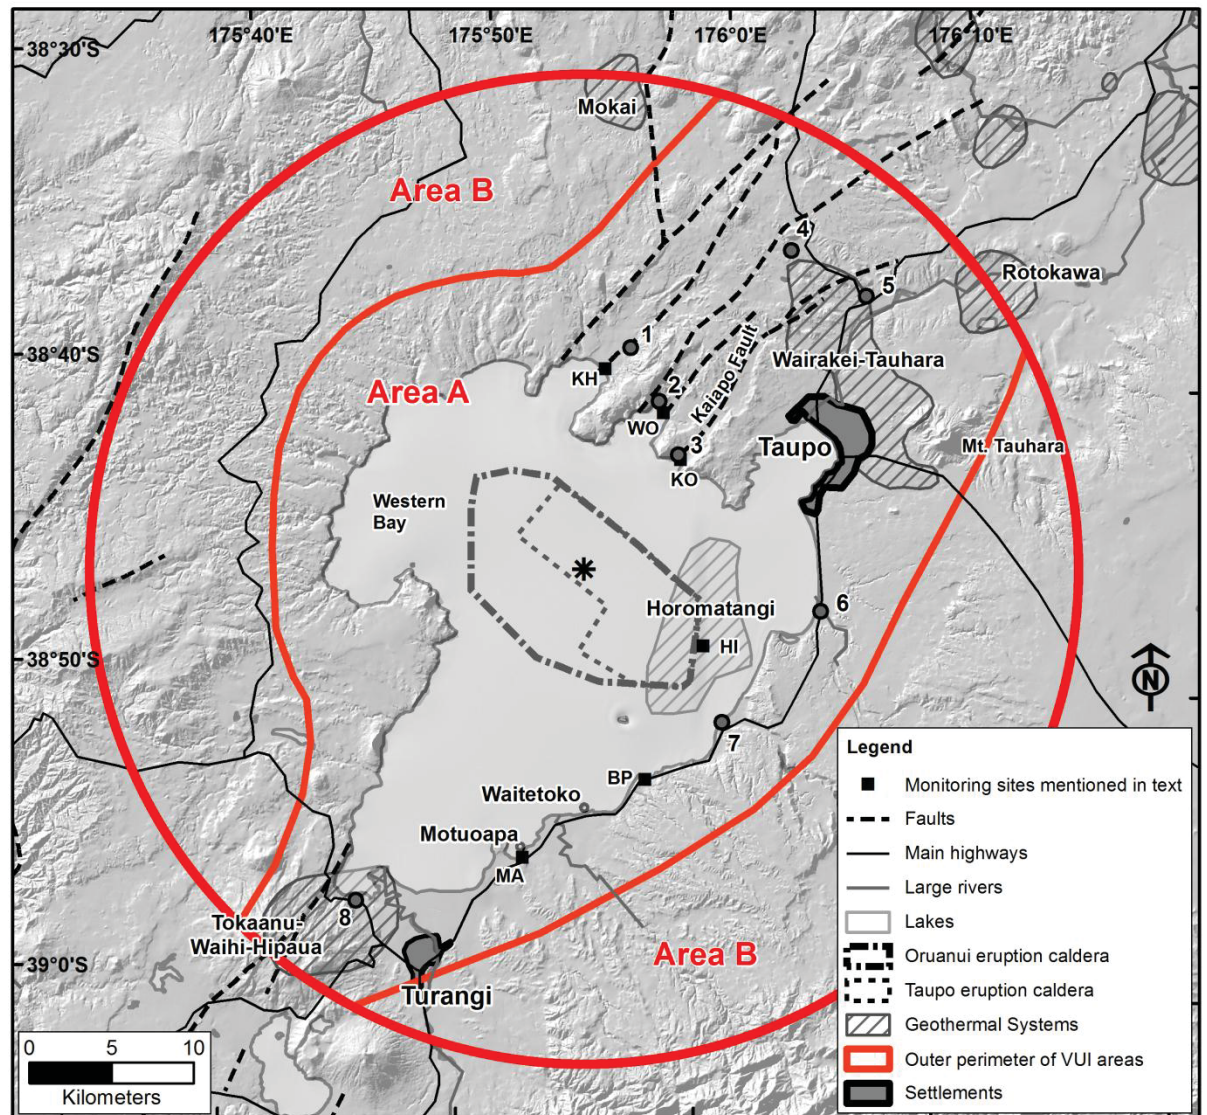 175°40'E
175°50'E
176°0'E
176°10'E
38°30'S
Mokai
Area B
4
Rotokawa
5
1
38°40'S
KH
Wairakei-Tauhara
Kaiapo Fault
Area A
2
WO
3
KO
Taupo
Mt. Tauhara
Western
Bay
Horomatangi
6
HI
38°50'S
N
7
BP
Waitetoko
Motuoapa
MA
8
Tokaanu-
Waihi-Hipaua
39°0'S
Turangi
Area B
0 5 10
Kilometers
Legend
Monitoring sites mentioned in text
Faults
Main highways
Large rivers
Lakes
Oruanui eruption caldera
Taupo eruption caldera
Geothermal Systems
Outer perimeter of VUI areas
Settlements